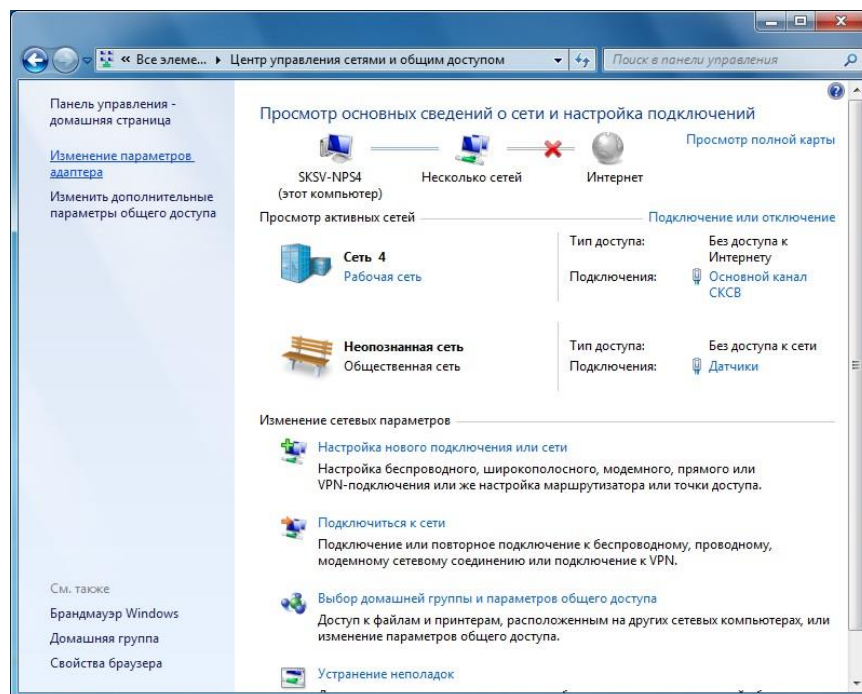 « Все элеме... ▸ Центр управления сетями и общим доступом
Поиск в панели управления
Панель управления -
домашняя страница
Изменение параметров
адаптера
Изменить дополнительные
параметры общего доступа
См. также
Брандмауэр Windows
Домашняя группа
Свойства браузера
Просмотр основных сведений о сети и настройка подключений
Просмотр полной карты
SKSV-NPS4
(этот компьютер)
Несколько сетей
Интернет
Просмотр активных сетей
Подключение или отключение
Сеть 4
Рабочая сеть
Тип доступа: Без доступа к
Интернету
Подключения: Основной канал
СКСВ
Неопознанная сеть
Общественная сеть
Тип доступа: Без доступа к сети
Подключения: Датчики
Изменение сетевых параметров
Настройка нового подключения или сети
Настройка беспроводного, широкополосного, модемного, прямого или
VPN-подключения или же настройка маршрутизатора или точки доступа.
Подключиться к сети
Подключение или повторное подключение к беспроводному, проводному,
модемному сетевому соединению или подключение к VPN.
Выбор домашней группы и параметров общего доступа
Доступ к файлам и принтерам, расположенным на других сетевых компьютерах, или
изменение параметров общего доступа.
Устранение неполадок